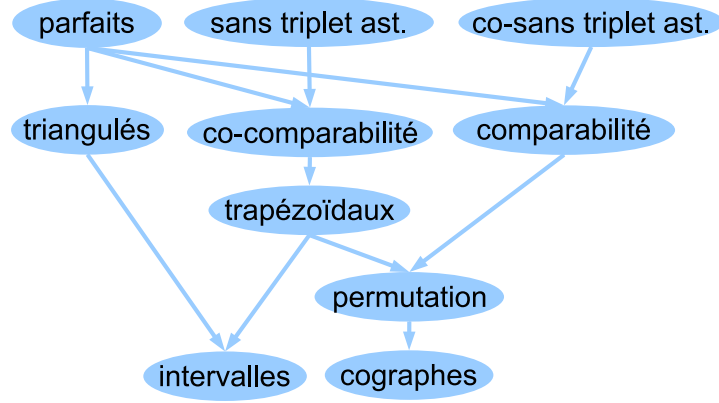 parfaits
sans triplet ast.
co-sans triplet ast.
triangulés
co-comparabilité
comparabilité
trapézoïdaux
permutation
intervalles
cographes